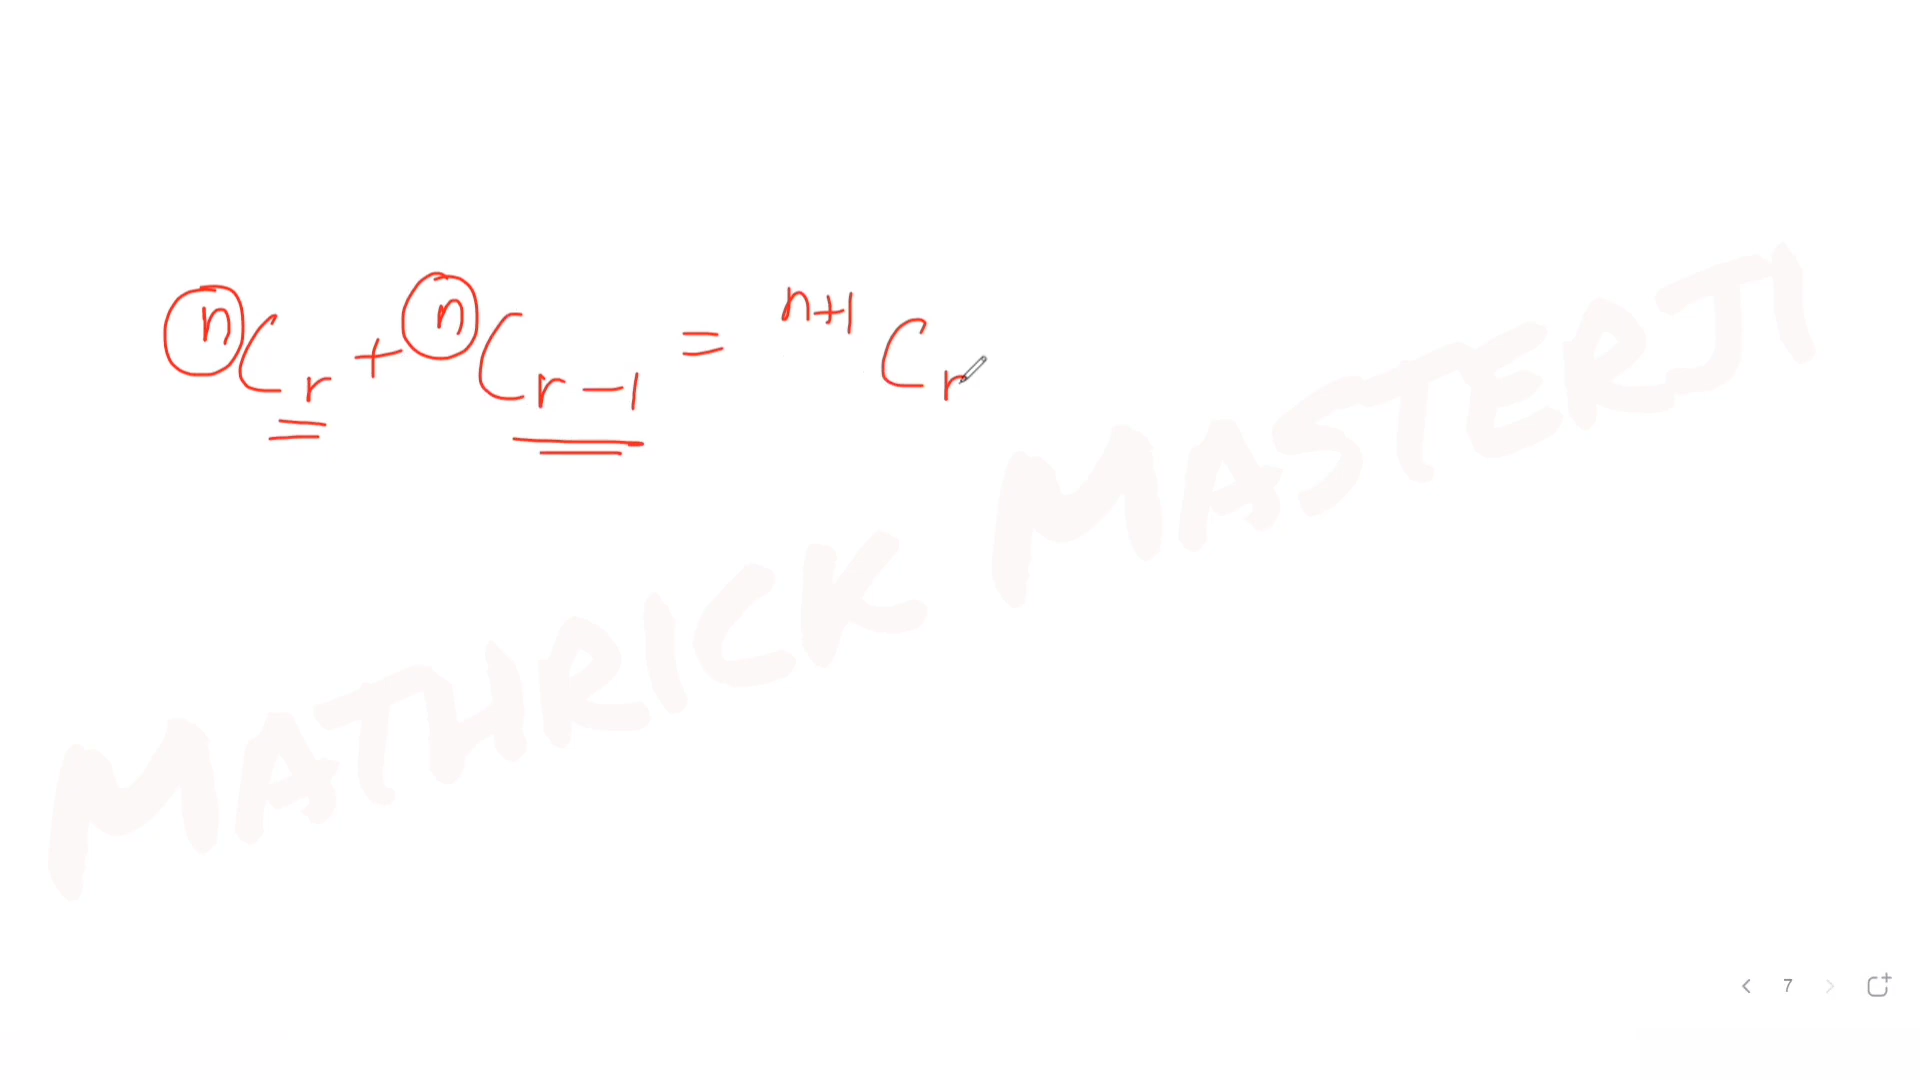 ⁿCᵣ + ⁿCᵣ₋₁ = ⁿ⁺¹Cᵣ
MATHRICK MASTERJI
7